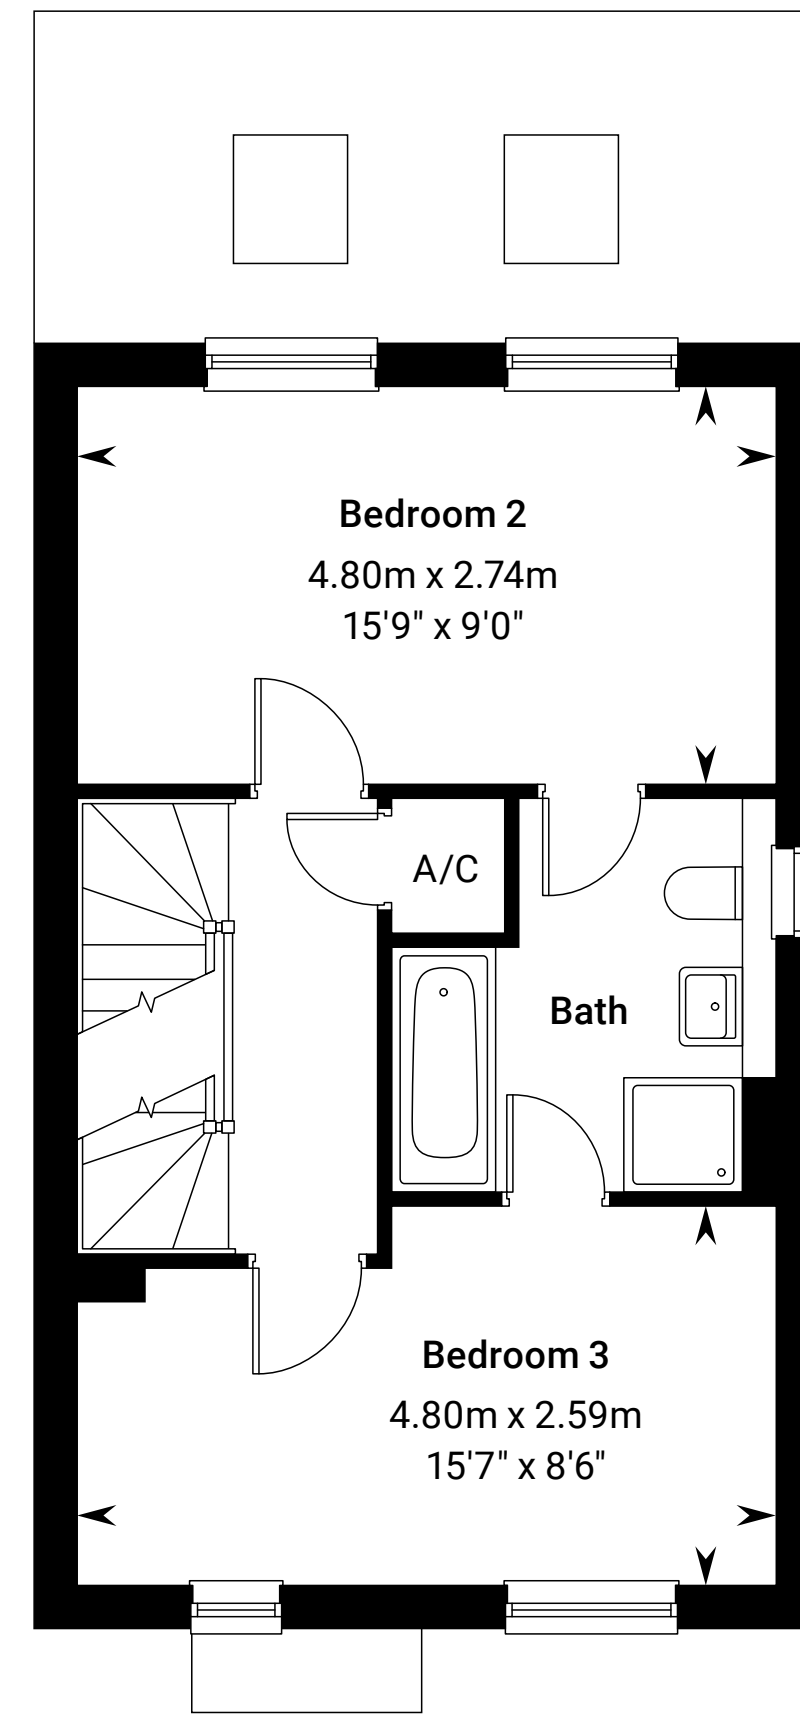 Bedroom 2
4.80m x 2.74m
15'9" x 9'0"
A/C
Bath
Bedroom 3
4.80m x 2.59m
15'7" x 8'6"